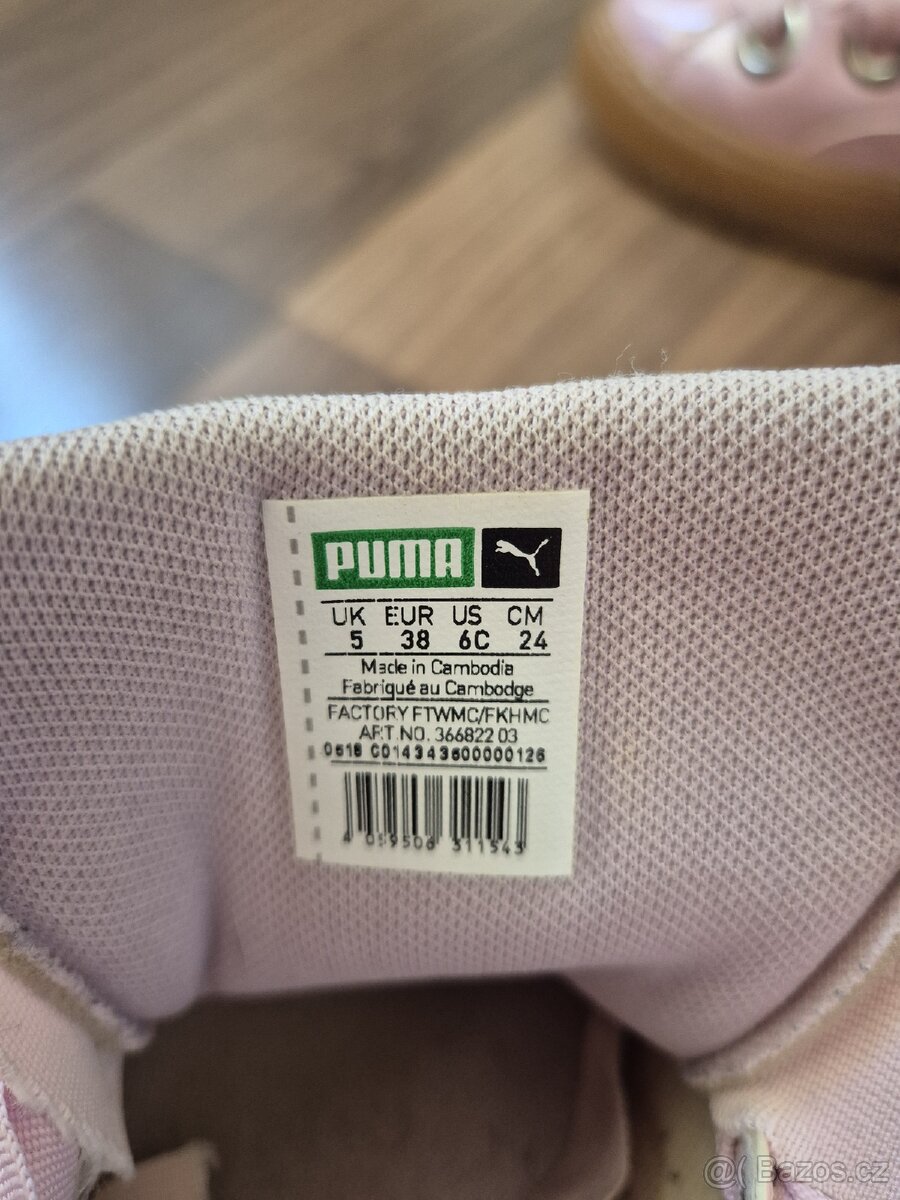 PUMA
UK EUR US CM
5 38 6C 24
Made in Cambodia
Fabriqué au Cambodge
FACTORY FTWMC/FKHMC
ART.NO. 366822 03
0618 C014343600000126
4 059506 311543
@( Bazos.cz